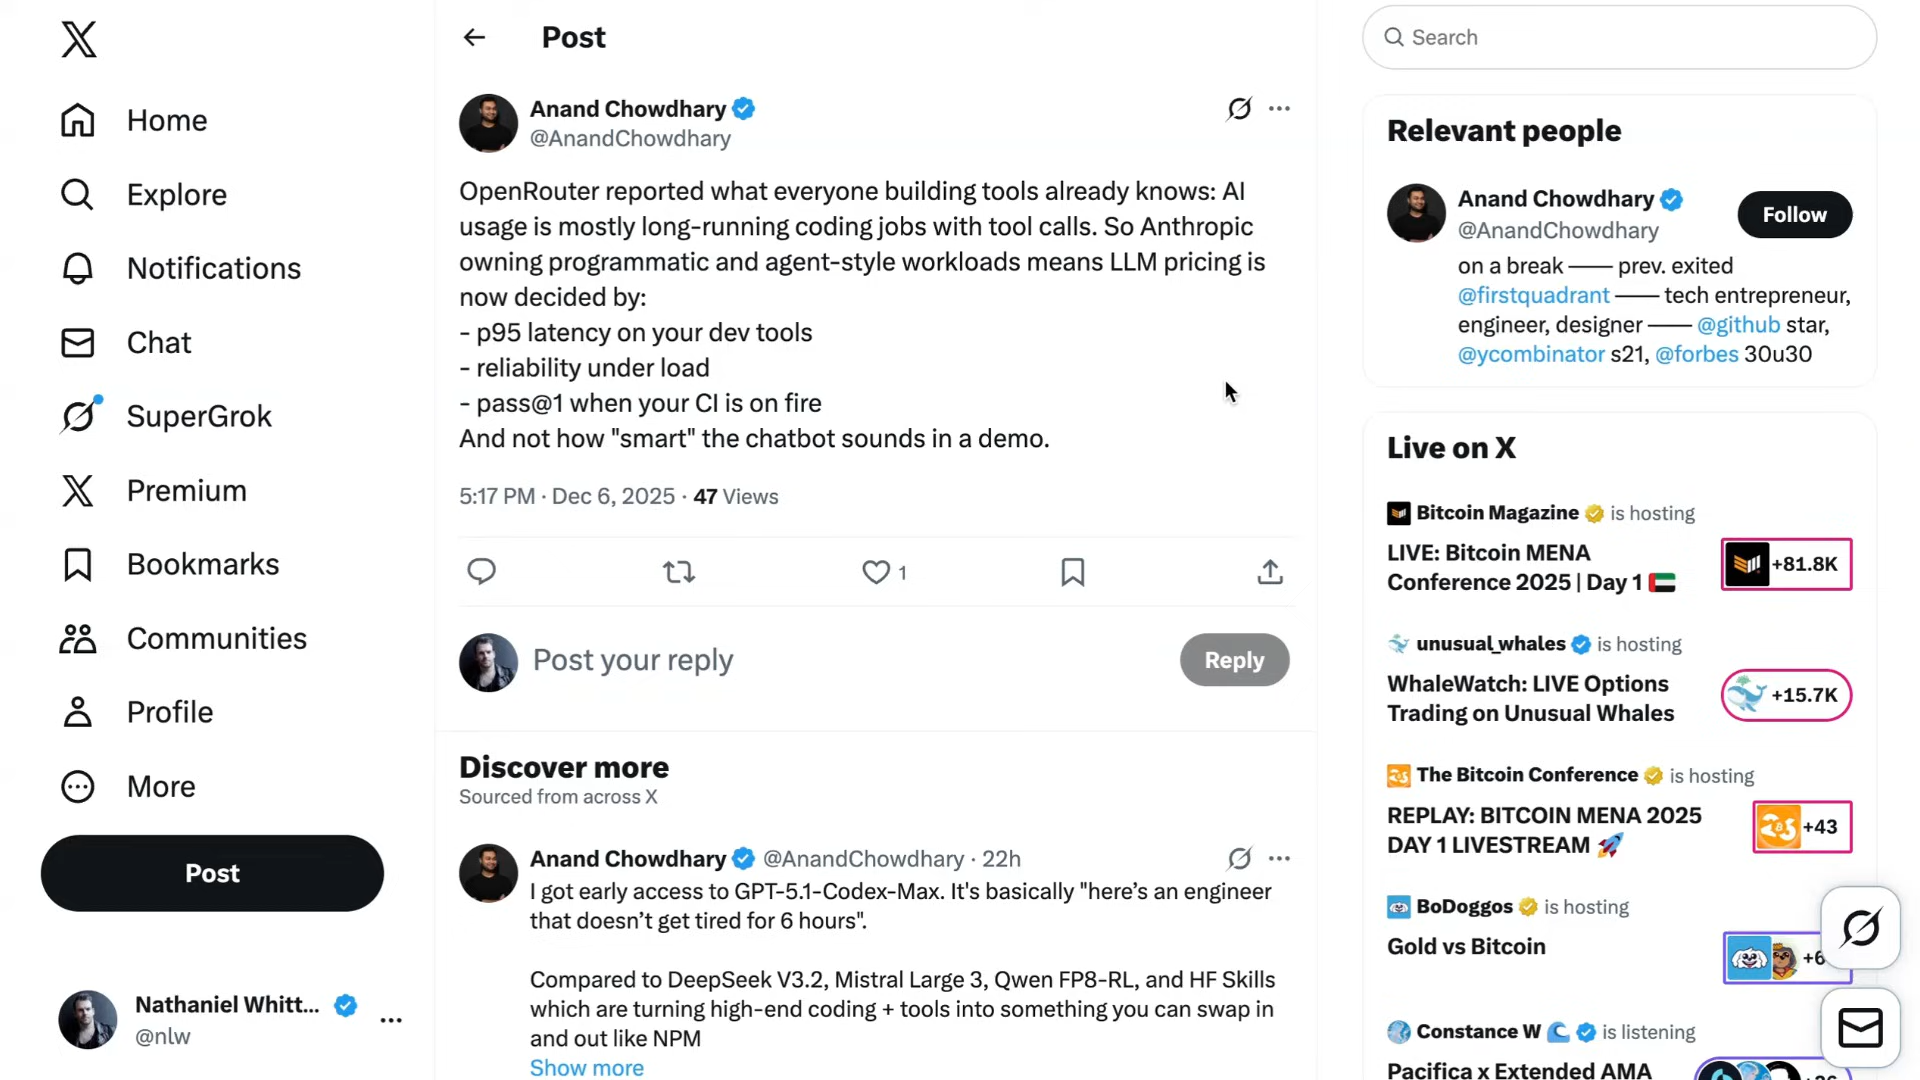 Home
Explore
Notifications
Chat
SuperGrok
Premium
Bookmarks
Communities
Profile
More
Post
Nathaniel Whitt...
@nlw
Post
Anand Chowdhary
@AnandChowdhary
OpenRouter reported what everyone building tools already knows: AI
usage is mostly long-running coding jobs with tool calls. So Anthropic
owning programmatic and agent-style workloads means LLM pricing is
now decided by:
- p95 latency on your dev tools
- reliability under load
- pass@1 when your CI is on fire
And not how "smart" the chatbot sounds in a demo.
5:17 PM · Dec 6, 2025 · 47 Views
1
Post your reply
Reply
Discover more
Sourced from across X
Anand Chowdhary @AnandChowdhary · 22h
I got early access to GPT-5.1-Codex-Max. It's basically "here’s an engineer
that doesn’t get tired for 6 hours".
Compared to DeepSeek V3.2, Mistral Large 3, Qwen FP8-RL, and HF Skills
which are turning high-end coding + tools into something you can swap in
and out like NPM
Show more
Search
Relevant people
Anand Chowdhary
@AnandChowdhary
Follow
on a break —— prev. exited
@firstquadrant —— tech entrepreneur,
engineer, designer —— @github star,
@ycombinator s21, @forbes 30u30
Live on X
Bitcoin Magazine is hosting
LIVE: Bitcoin MENA
Conference 2025 | Day 1 🇦🇪
+81.8K
unusual_whales is hosting
WhaleWatch: LIVE Options
Trading on Unusual Whales
+15.7K
The Bitcoin Conference is hosting
REPLAY: BITCOIN MENA 2025
DAY 1 LIVESTREAM 🚀
+43
BoDoggos is hosting
Gold vs Bitcoin
Constance W 🌊 is listening
Pacifica x Extended AMA